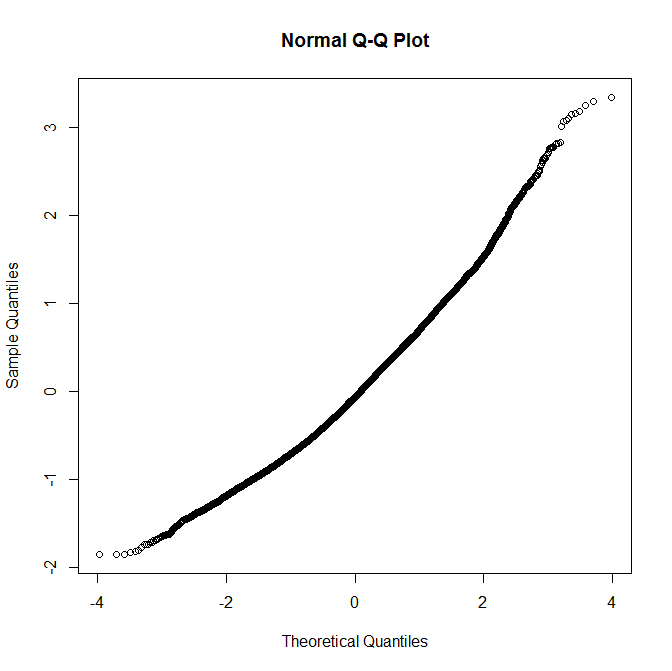 Normal Q-Q Plot
Sample Quantiles
3
2
1
0
-1
-2
-4 -2 0 2 4
Theoretical Quantiles